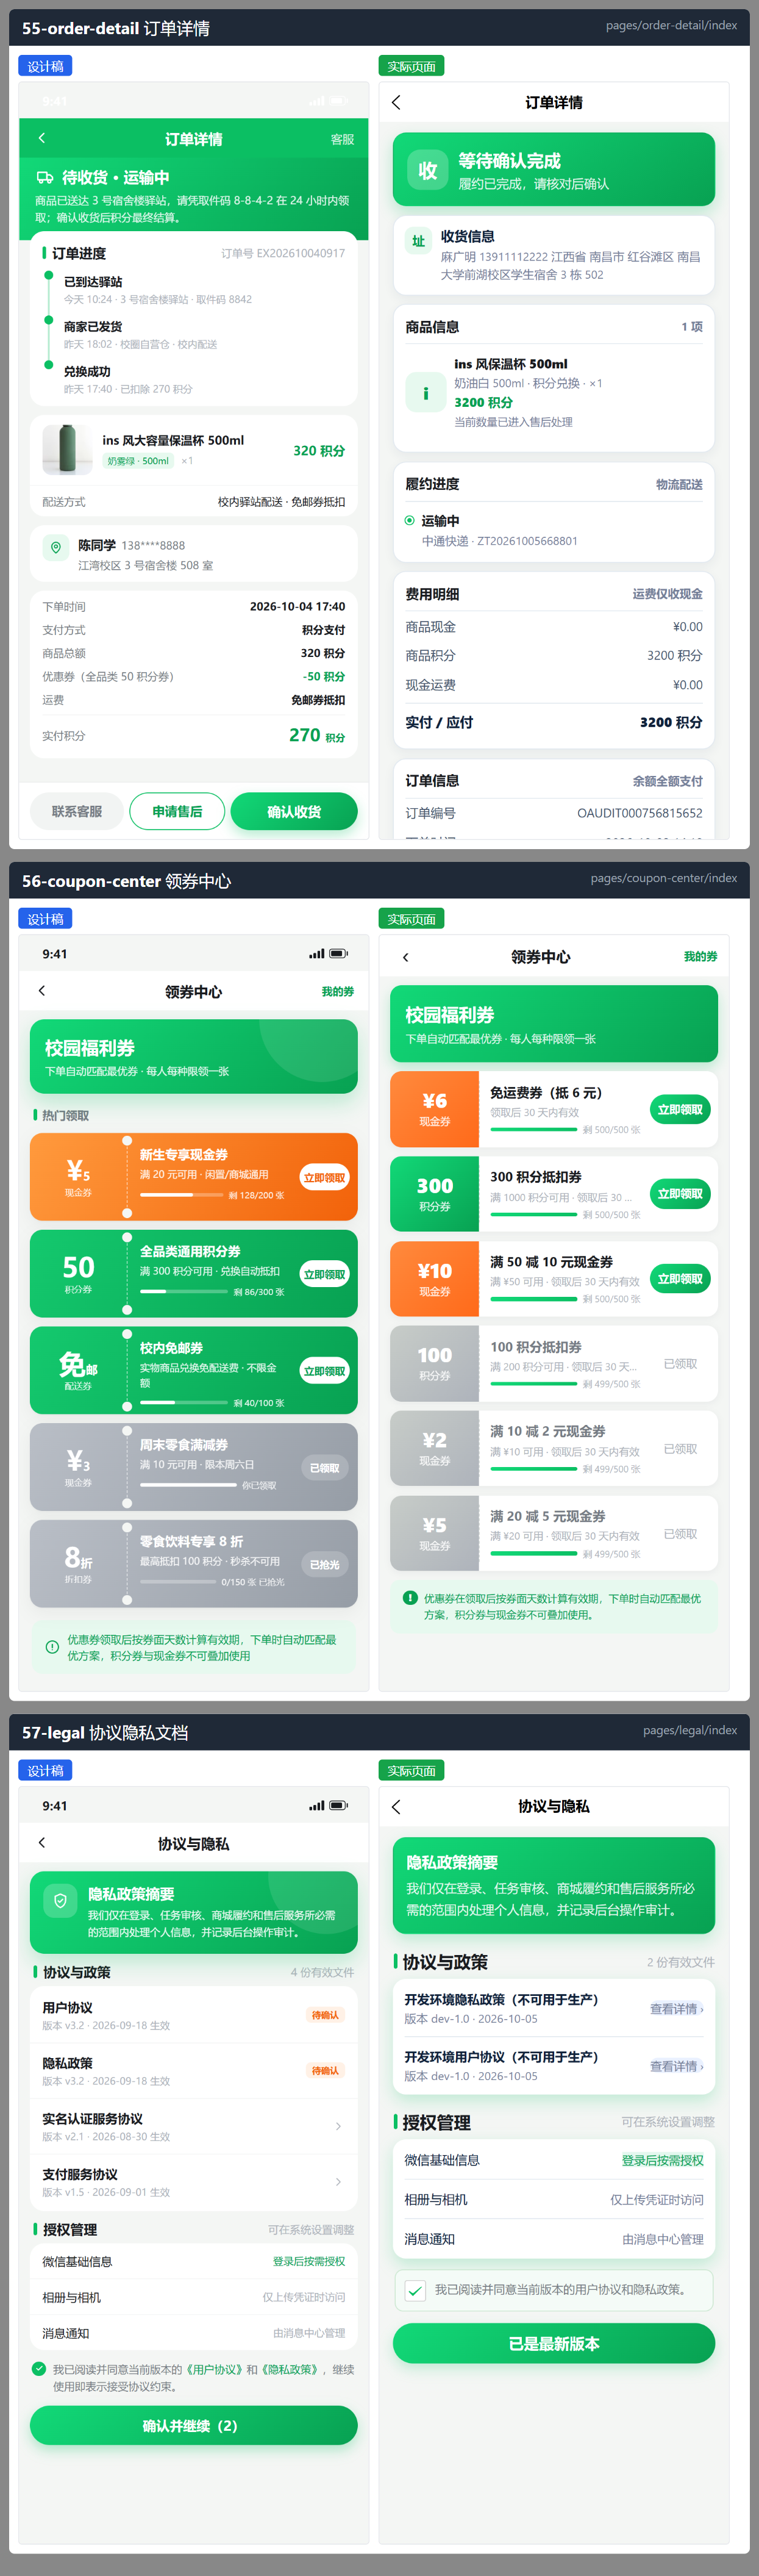 55-order-detail 订单详情
pages/order-detail/index
设计稿
9:41
订单详情
客服
待收货 · 运输中
商品已送达 3 号宿舍楼驿站，请凭取件码 8-8-4-2 在 24 小时内领
取；确认收货后积分最终结算。
订单进度
订单号 EX202610040917
已到达驿站
今天 10:24 · 3 号宿舍楼驿站 · 取件码 8842
商家已发货
昨天 18:02 · 校圈自营仓 · 校内配送
兑换成功
昨天 17:40 · 已扣除 270 积分
ins 风大容量保温杯 500ml
奶雾绿 · 500ml
×1
320 积分
配送方式
校内驿站配送 · 免邮券抵扣
陈同学 138****8888
江湾校区 3 号宿舍楼 508 室
下单时间
2026-10-04 17:40
支付方式
积分支付
商品总额
320 积分
优惠券（全品类 50 积分券）
-50 积分
运费
免邮券抵扣
实付积分
270 积分
联系客服
申请售后
确认收货
实际页面
订单详情
收
等待确认完成
履约已完成，请核对后确认
址
收货信息
麻广明 13911112222 江西省 南昌市 红谷滩区 南昌
大学前湖校区学生宿舍 3 栋 502
商品信息
1 项
i
ins 风保温杯 500ml
奶油白 500ml · 积分兑换 · ×1
3200 积分
当前数量已进入售后处理
履约进度
物流配送
运输中
中通快递 · ZT20261005668801
费用明细
运费仅收现金
商品现金
¥0.00
商品积分
3200 积分
现金运费
¥0.00
实付 / 应付
3200 积分
订单信息
余额全额支付
订单编号
OAUDIT000756815652
56-coupon-center 领券中心
pages/coupon-center/index
设计稿
9:41
领券中心
我的券
校园福利券
下单自动匹配最优券 · 每人每种限领一张
热门领取
¥5
现金券
新生专享现金券
满 20 元可用 · 闲置/商城通用
剩 128/200 张
立即领取
50
积分券
全品类通用积分券
满 300 积分可用 · 兑换自动抵扣
剩 86/300 张
立即领取
免邮
配送券
校内免邮券
实物商品兑换免配送费 · 不限金
额
剩 40/100 张
立即领取
¥3
现金券
周末零食满减券
满 10 元可用 · 限本周六日
你已领取
已领取
8折
折扣券
零食饮料专享 8 折
最高抵扣 100 积分 · 秒杀不可用
0/150 张 已抢光
已抢光
优惠券领取后按券面天数计算有效期，下单时自动匹配最
优方案，积分券与现金券不可叠加使用
实际页面
领券中心
我的券
校园福利券
下单自动匹配最优券 · 每人每种限领一张
¥6
现金券
免运费券（抵 6 元）
领取后 30 天内有效
剩 500/500 张
立即领取
300
积分券
300 积分抵扣券
满 1000 积分可用 · 领取后 30 ...
剩 500/500 张
立即领取
¥10
现金券
满 50 减 10 元现金券
满 ¥50 可用 · 领取后 30 天内有效
剩 500/500 张
立即领取
100
积分券
100 积分抵扣券
满 200 积分可用 · 领取后 30 天...
剩 499/500 张
已领取
¥2
现金券
满 10 减 2 元现金券
满 ¥10 可用 · 领取后 30 天内有效
剩 499/500 张
已领取
¥5
现金券
满 20 减 5 元现金券
满 ¥20 可用 · 领取后 30 天内有效
剩 499/500 张
已领取
优惠券在领取后按券面天数计算有效期，下单时自动匹配最优
方案，积分券与现金券不可叠加使用。
57-legal 协议隐私文档
pages/legal/index
设计稿
9:41
协议与隐私
隐私政策摘要
我们仅在登录、任务审核、商城履约和售后服务所必需
的范围内处理个人信息，并记录后台操作审计。
协议与政策
4 份有效文件
用户协议
版本 v3.2 · 2026-09-18 生效
待确认
隐私政策
版本 v3.2 · 2026-09-18 生效
待确认
实名认证服务协议
版本 v2.1 · 2026-08-30 生效
支付服务协议
版本 v1.5 · 2026-09-01 生效
授权管理
可在系统设置调整
微信基础信息
登录后按需授权
相册与相机
仅上传凭证时访问
消息通知
由消息中心管理
我已阅读并同意当前版本的《用户协议》和《隐私政策》，继续
使用即表示接受协议约束。
确认并继续（2）
实际页面
协议与隐私
隐私政策摘要
我们仅在登录、任务审核、商城履约和售后服务所必
需的范围内处理个人信息，并记录后台操作审计。
协议与政策
2 份有效文件
开发环境隐私政策（不可用于生产）
版本 dev-1.0 · 2026-10-05
查看详情 ›
开发环境用户协议（不可用于生产）
版本 dev-1.0 · 2026-10-05
查看详情 ›
授权管理
可在系统设置调整
微信基础信息
登录后按需授权
相册与相机
仅上传凭证时访问
消息通知
由消息中心管理
我已阅读并同意当前版本的用户协议和隐私政策。
已是最新版本